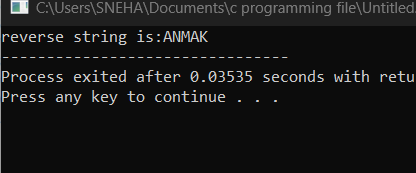 C:\Users\SNEHA\Documents\c programming file\Untitled
reverse string is:ANMAK
--------------------------------
Process exited after 0.03535 seconds with retu
Press any key to continue . . .